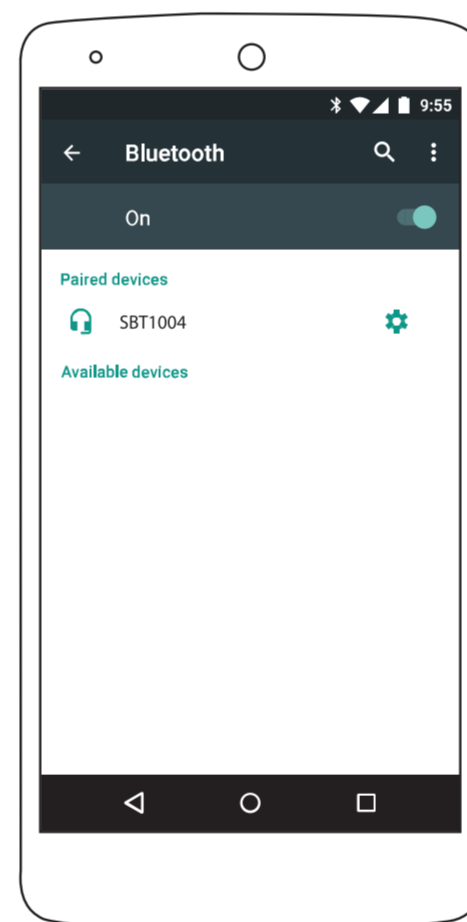 9:55
Bluetooth
On
Paired devices
SBT1004
Available devices